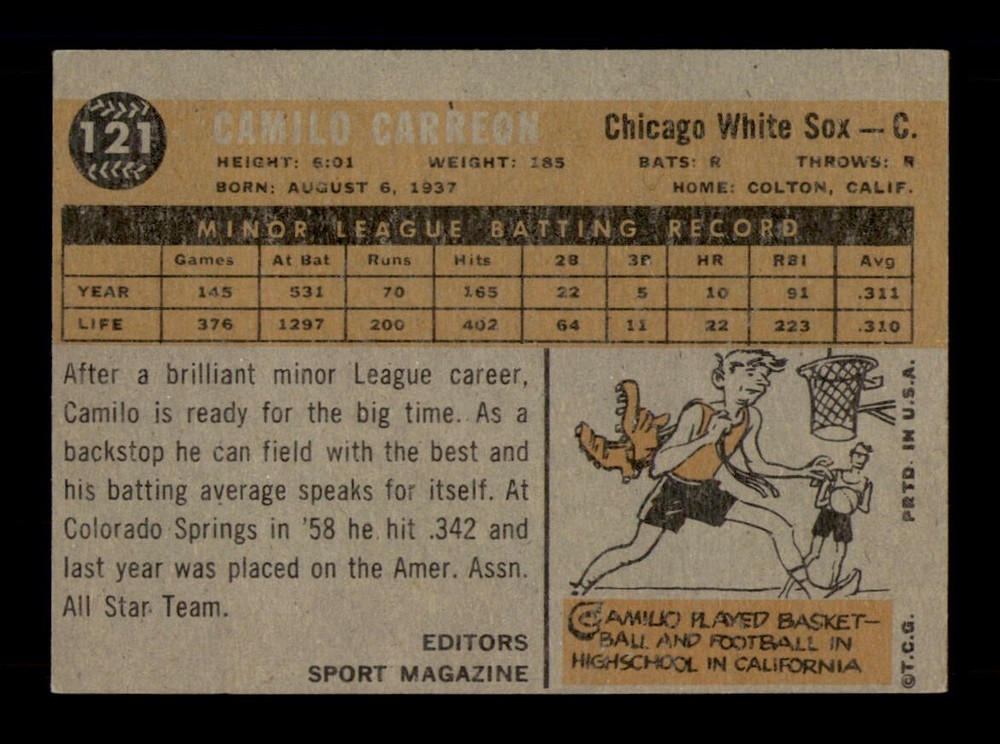 121
CAMILO CARREON Chicago White Sox — C.
HEIGHT: 6:01 WEIGHT: 185 BATS: R THROWS: R
BORN: AUGUST 6, 1937 HOME: COLTON, CALIF.
MINOR LEAGUE BATTING RECORD
Games At Bat Runs Hits 2B 3B HR RBI Avg
YEAR 145 531 70 165 22 5 10 91 .311
LIFE 376 1297 200 402 64 11 22 223 .310
After a brilliant minor League career,
Camilo is ready for the big time. As a
backstop he can field with the best and
his batting average speaks for itself. At
Colorado Springs in '58 he hit .342 and
last year was placed on the Amer. Assn.
All Star Team.
EDITORS
SPORT MAGAZINE
CAMILIO PLAYED BASKET-
BALL AND FOOTBALL IN
HIGHSCHOOL IN CALIFORNIA
PRTD. IN U.S.A.
©T.C.G.